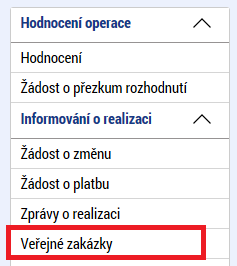 Hodnocení operace
Hodnocení
Žádost o přezkum rozhodnutí
Informování o realizaci
Žádost o změnu
Žádost o platbu
Zprávy o realizaci
Veřejné zakázky